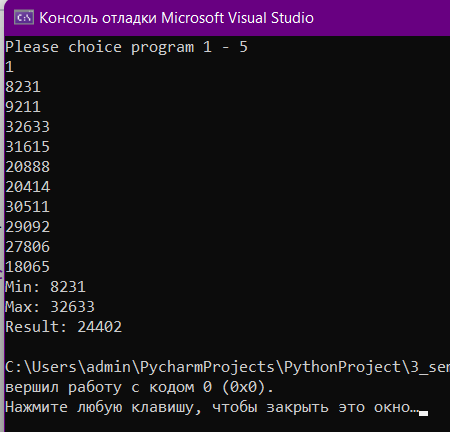 Консоль отладки Microsoft Visual Studio
Please choice program 1 - 5
1
8231
9211
32633
31615
20888
20414
30511
29092
27806
18065
Min: 8231
Max: 32633
Result: 24402
C:\Users\admin\PycharmProjects\PythonProject\3_se
вершил работу с кодом 0 (0x0).
Нажмите любую клавишу, чтобы закрыть это окно…